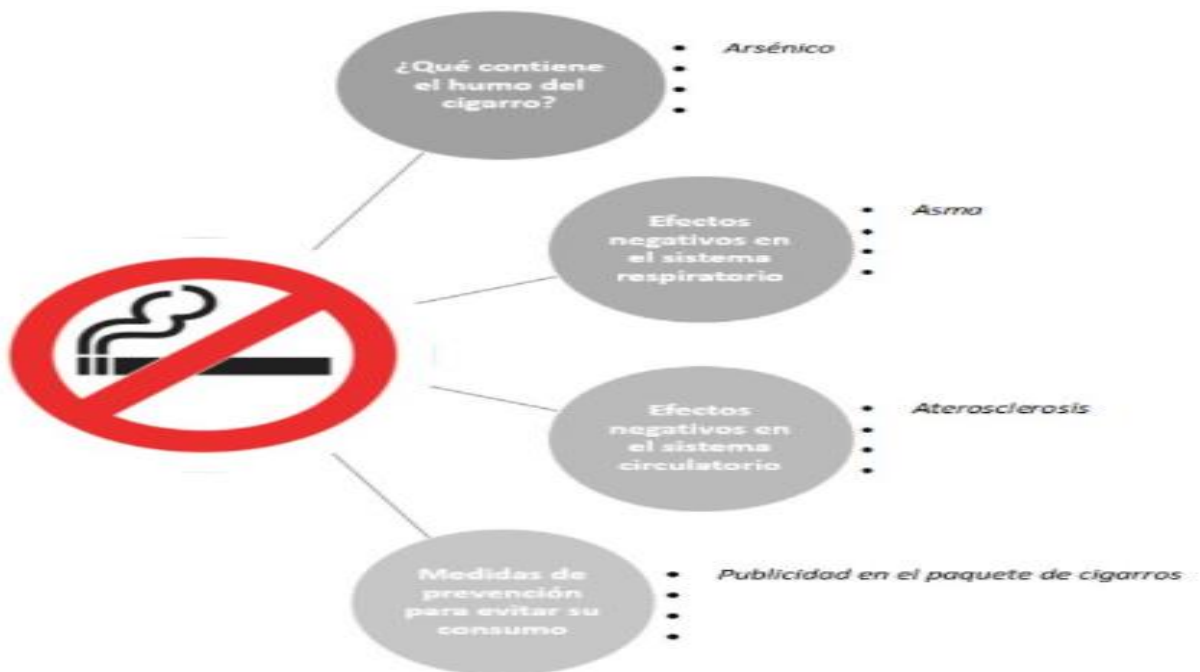 ¿Qué contiene
el humo del
cigarro?
• Arsénico
•
•
•
Efectos
negativos en
el sistema
respiratorio
• Asma
•
•
•
Efectos
negativos en
el sistema
circulatorio
• Aterosclerosis
•
•
•
Medidas de
prevención
para evitar su
consumo
• Publicidad en el paquete de cigarros
•
•
•